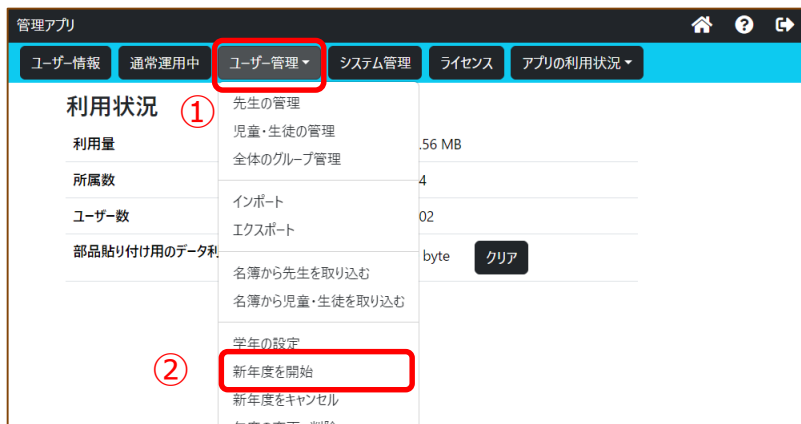 管理アプリ
ユーザー情報 通常運用中 ユーザー管理 システム管理 ライセンス アプリの利用状況
利用状況
①
先生の管理
児童・生徒の管理
全体のグループ管理
利用量 .56 MB
所属数 4
インポート
ユーザー数 02
エクスポート
部品貼り付け用のデータ利 byte クリア
名簿から先生を取り込む
名簿から児童・生徒を取り込む
学年の設定
②
新年度を開始
新年度をキャンセル